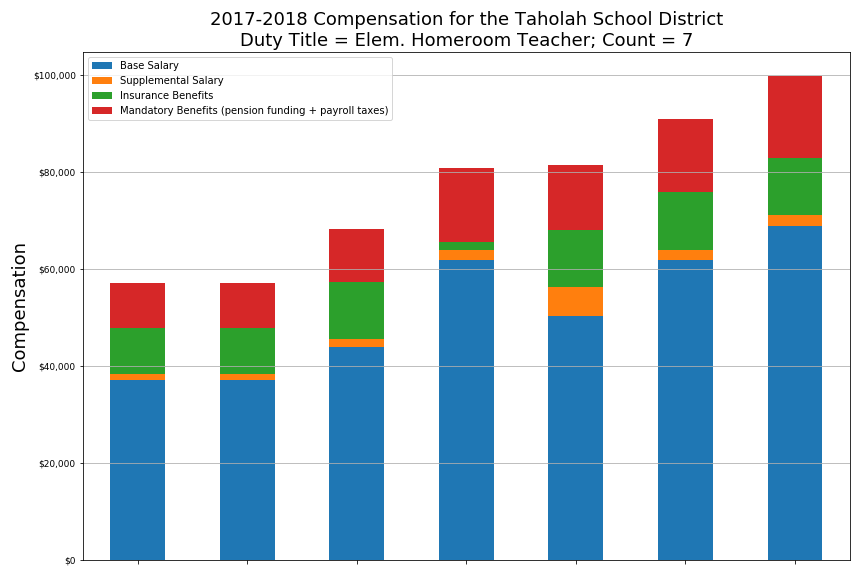 2017-2018 Compensation for the Taholah School District
Duty Title = Elem. Homeroom Teacher; Count = 7
Base Salary
Supplemental Salary
Insurance Benefits
Mandatory Benefits (pension funding + payroll taxes)
$100,000
$80,000
$60,000
$40,000
$20,000
$0
Compensation